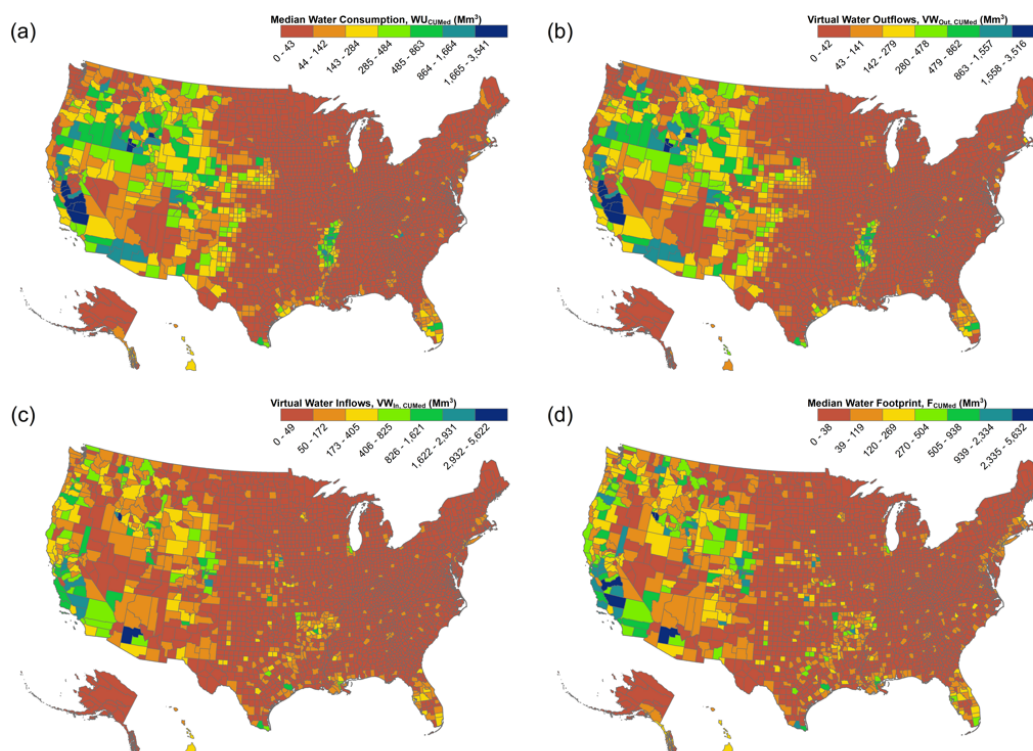 (a)
Median Water Consumption, WU_CUMed (Mm³)
0 - 43
44 - 142
143 - 284
285 - 484
485 - 863
864 - 1,664
1,665 - 3,541
(b)
Virtual Water Outflows, VW_Out, CUMed (Mm³)
0 - 42
43 - 141
142 - 279
280 - 478
479 - 862
863 - 1,557
1,558 - 3,516
(c)
Virtual Water Inflows, VW_In, CUMed (Mm³)
0 - 49
50 - 172
173 - 405
406 - 825
826 - 1,621
1,622 - 2,931
2,932 - 5,622
(d)
Median Water Footprint, F_CUMed (Mm³)
0 - 38
39 - 119
120 - 269
270 - 504
505 - 938
939 - 2,334
2,335 - 5,632